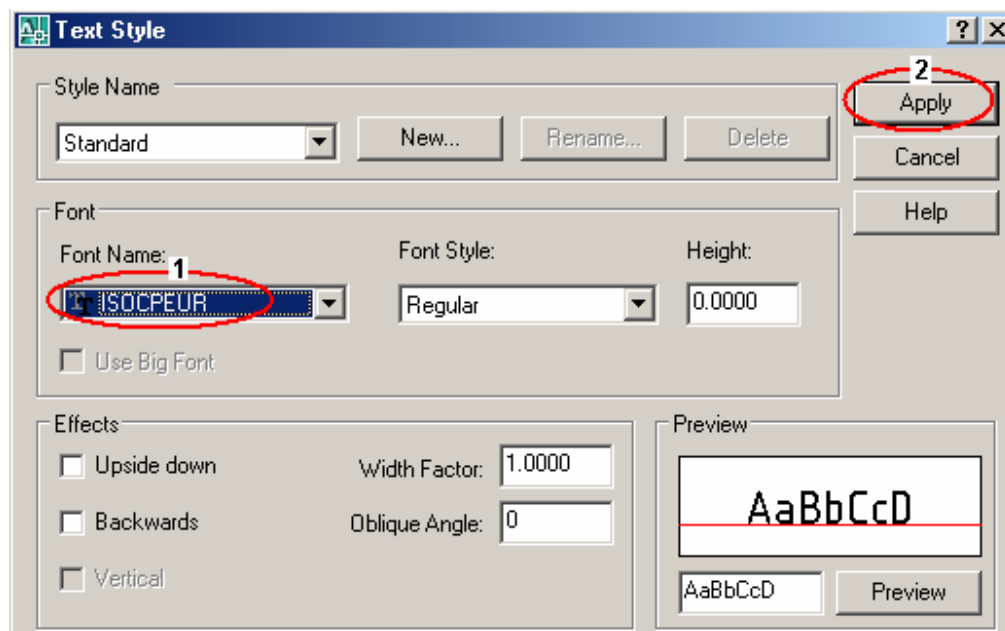 Text Style
Style Name
2
Apply
Standard
New...
Rename...
Delete
Cancel
Font
Help
Font Name:
Font Style:
Height:
1
ISOCPEUR
Regular
0.0000
Use Big Font
Effects
Preview
Upside down
Width Factor:
1.0000
AaBbCcD
Backwards
Oblique Angle:
0
Vertical
AaBbCcD
Preview